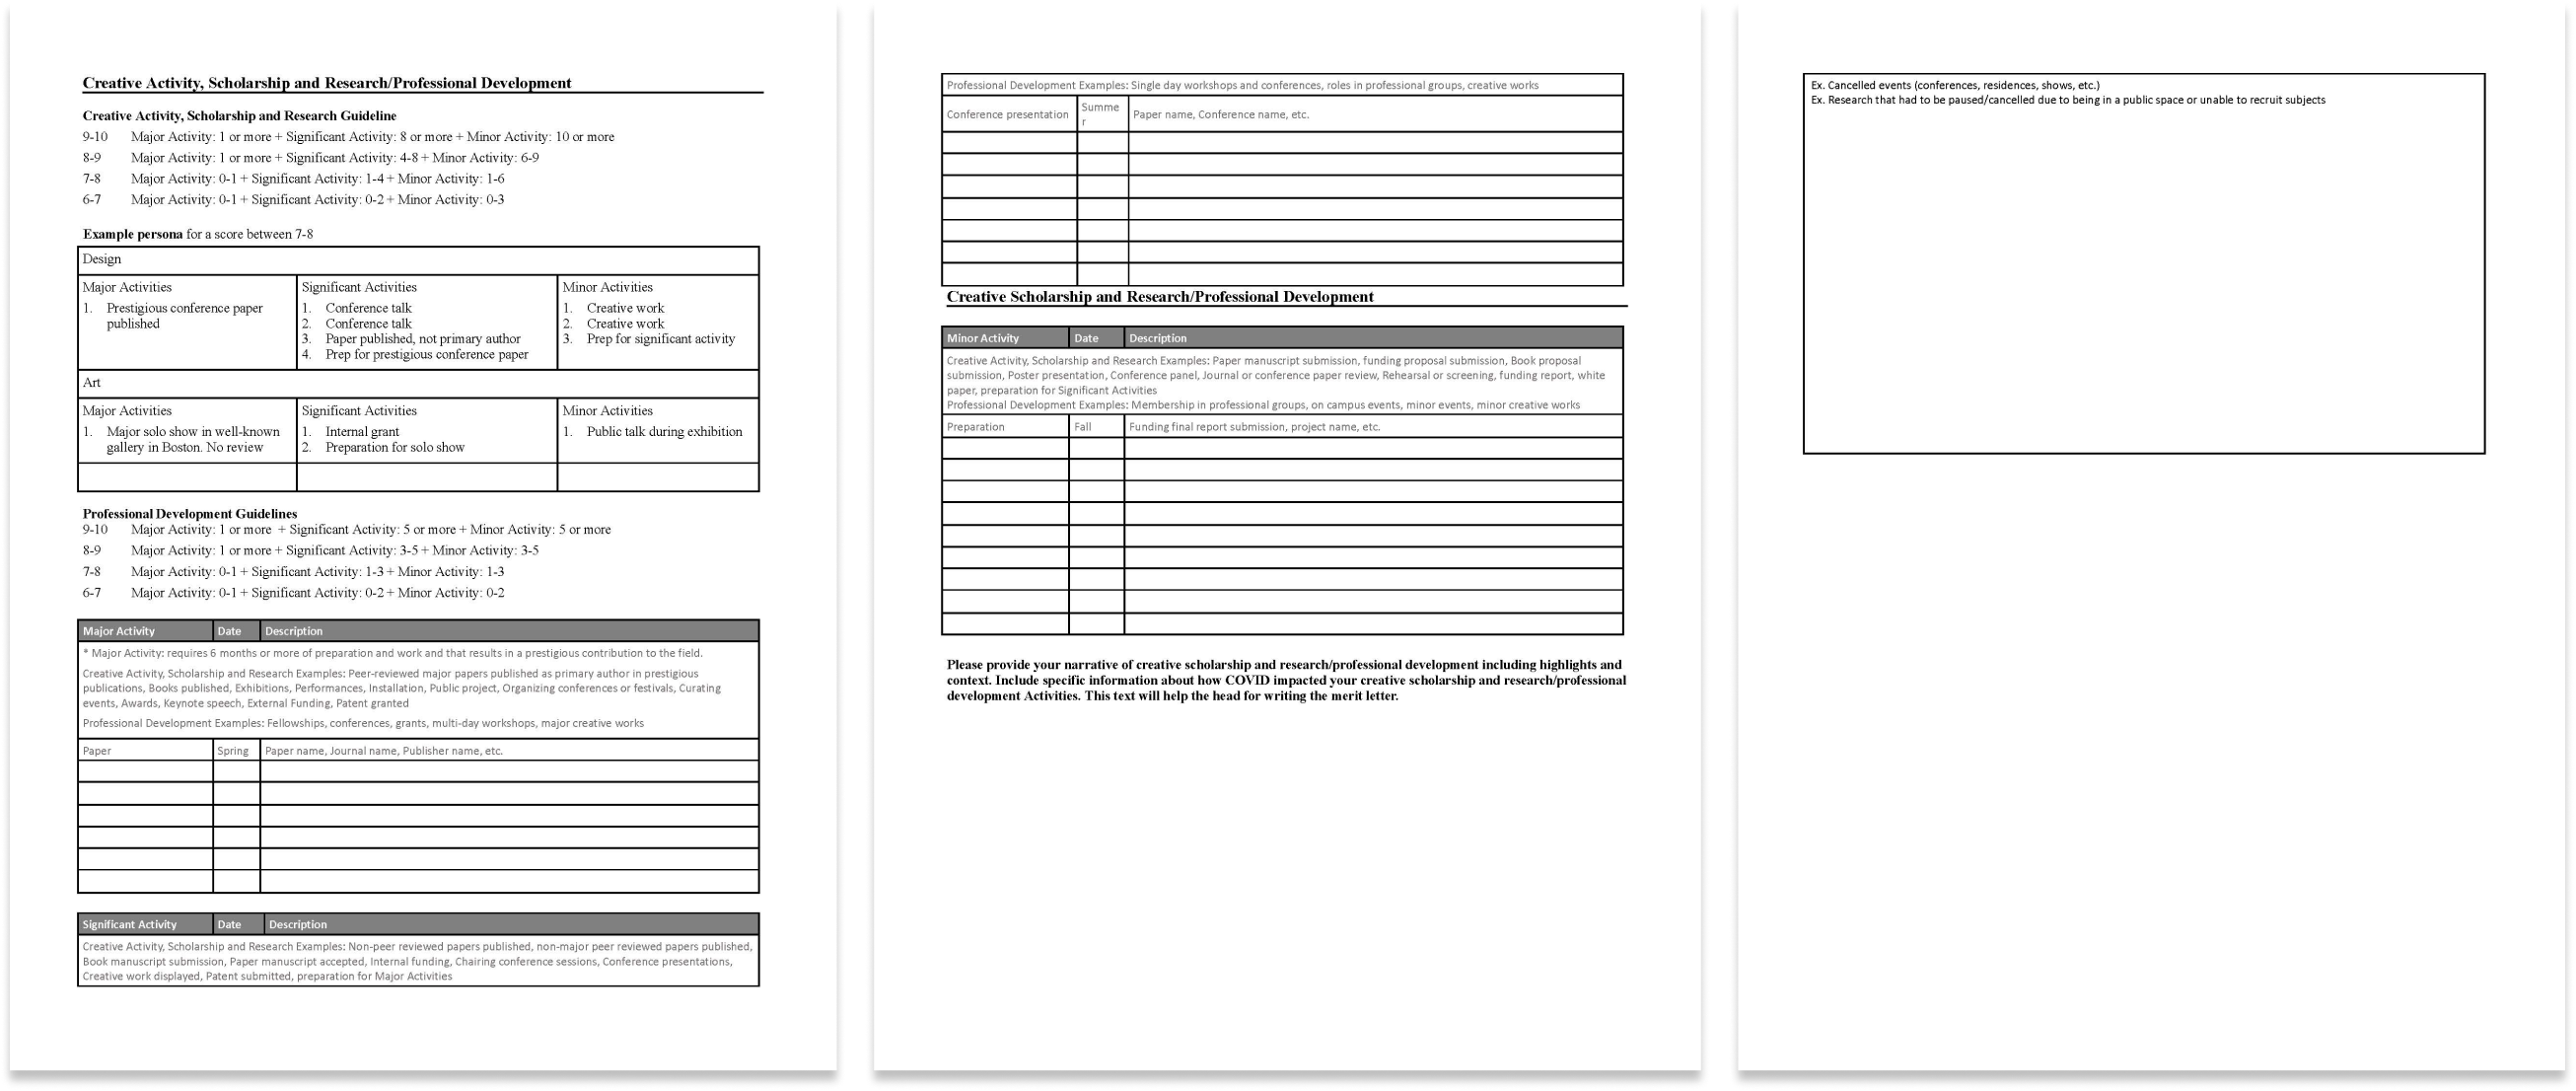 Creative Activity, Scholarship and Research/Professional Development
Creative Activity, Scholarship and Research Guideline
9-10 Major Activity: 1 or more + Significant Activity: 8 or more + Minor Activity: 10 or more
8-9 Major Activity: 1 or more + Significant Activity: 4-8 + Minor Activity: 6-9
7-8 Major Activity: 0-1 + Significant Activity: 1-4 + Minor Activity: 1-6
6-7 Major Activity: 0-1 + Significant Activity: 0-2 + Minor Activity: 0-3
Example persona for a score between 7-8
Design
Major Activities
1. Prestigious conference paper
published
Significant Activities
1. Conference talk
2. Conference talk
3. Paper published, not primary author
4. Prep for prestigious conference paper
Minor Activities
1. Creative work
2. Creative work
3. Prep for significant activity
Art
Major Activities
1. Major solo show in well-known
gallery in Boston. No review
Significant Activities
1. Internal grant
2. Preparation for solo show
Minor Activities
1. Public talk during exhibition
Professional Development Guidelines
9-10 Major Activity: 1 or more + Significant Activity: 5 or more + Minor Activity: 5 or more
8-9 Major Activity: 1 or more + Significant Activity: 3-5 + Minor Activity: 3-5
7-8 Major Activity: 0-1 + Significant Activity: 1-3 + Minor Activity: 1-3
6-7 Major Activity: 0-1 + Significant Activity: 0-2 + Minor Activity: 0-2
Major Activity Date Description
* Major Activity: requires 6 months or more of preparation and work and that results in a prestigious contribution to the field.
Creative Activity, Scholarship and Research Examples: Peer-reviewed major papers published as primary author in prestigious
publications, Books published, Exhibitions, Performances, Installation, Public project, Organizing conferences or festivals, Curating
events, Awards, Keynote speech, External Funding, Patent granted
Professional Development Examples: Fellowships, conferences, grants, multi-day workshops, major creative works
Paper Spring Paper name, Journal name, Publisher name, etc.
Significant Activity Date Description
Creative Activity, Scholarship and Research Examples: Non-peer reviewed papers published, non-major peer reviewed papers published,
Book manuscript submission, Paper manuscript accepted, Internal funding, Chairing conference sessions, Conference presentations,
Creative work displayed, Patent submitted, preparation for Major Activities
Professional Development Examples: Single day workshops and conferences, roles in professional groups, creative works
Conference presentation
Summe
r
Paper name, Conference name, etc.
Creative Scholarship and Research/Professional Development
Minor Activity Date Description
Creative Activity, Scholarship and Research Examples: Paper manuscript submission, funding proposal submission, Book proposal
submission, Poster presentation, Conference panel, Journal or conference paper review, Rehearsal or screening, funding report, white
paper, preparation for Significant Activities
Professional Development Examples: Membership in professional groups, on campus events, minor events, minor creative works
Preparation Fall Funding final report submission, project name, etc.
Please provide your narrative of creative scholarship and research/professional development including highlights and
context. Include specific information about how COVID impacted your creative scholarship and research/professional
development Activities. This text will help the head for writing the merit letter.
Ex. Cancelled events (conferences, residences, shows, etc.)
Ex. Research that had to be paused/cancelled due to being in a public space or unable to recruit subjects